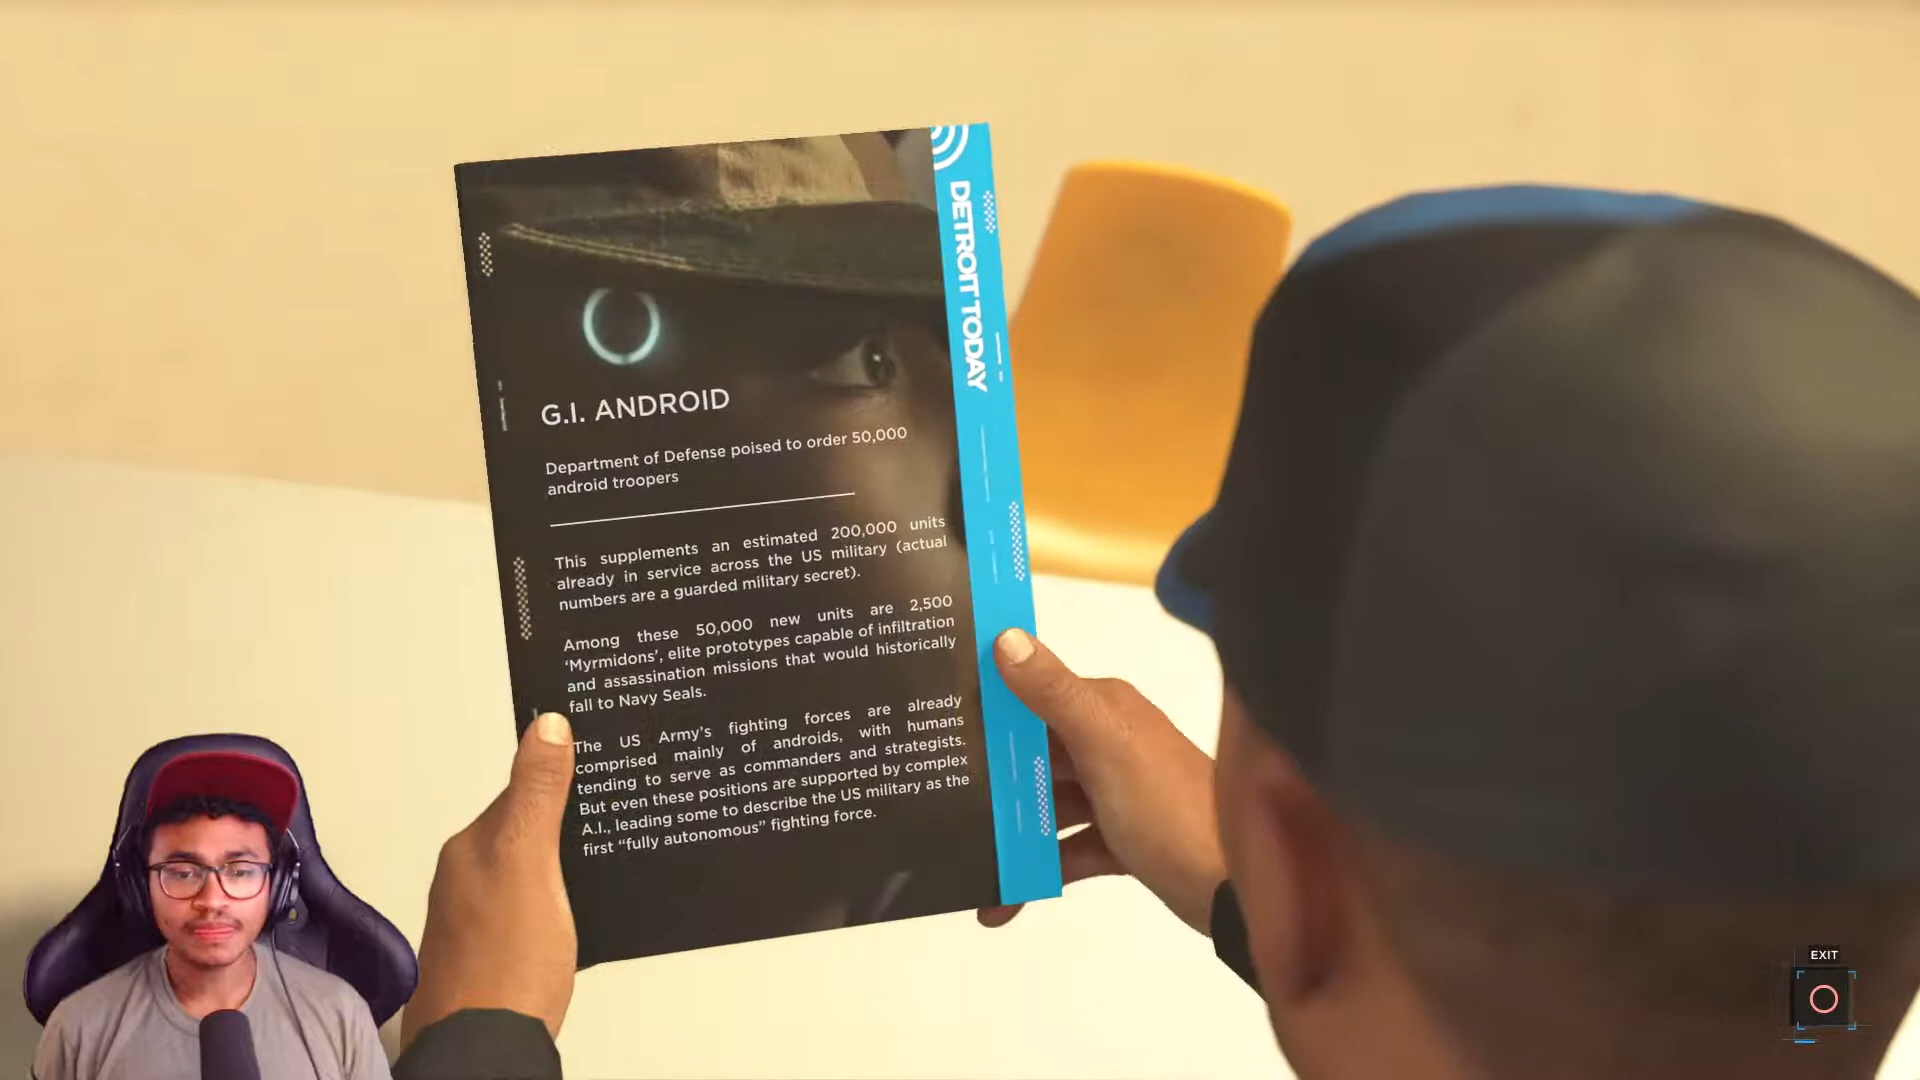 DETROIT TODAY
G.I. ANDROID
Department of Defense poised to order 50,000
android troopers
This supplements an estimated 200,000 units
already in service across the US military (actual
numbers are a guarded military secret).
Among these 50,000 new units are 2,500
‘Myrmidons’, elite prototypes capable of infiltration
and assassination missions that would historically
fall to Navy Seals.
The US Army’s fighting forces are already
comprised mainly of androids, with humans
tending to serve as commanders and strategists.
But even these positions are supported by complex
A.I., leading some to describe the US military as the
first “fully autonomous” fighting force.
EXIT